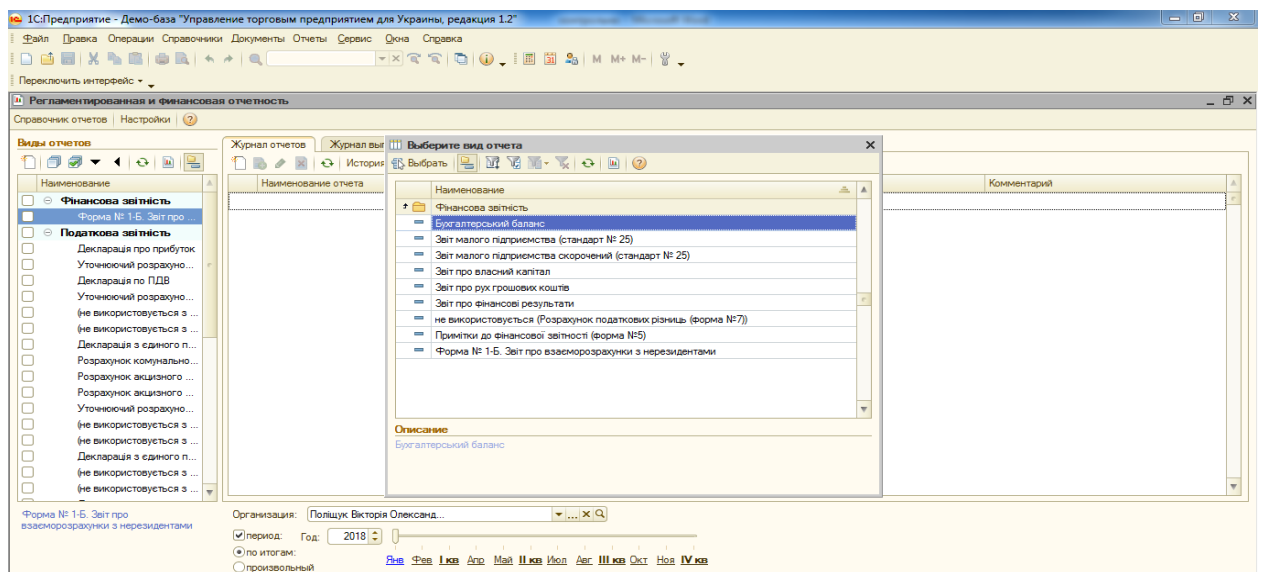 1С:Предприятие - Демо-база "Управление торговым предприятием для Украины, редакция 1.2"
Файл Правка Операции Справочники Документы Отчеты Сервис Окна Справка
M M+ M-
Переключить интерфейс
Регламентированная и финансовая отчетность
Справочник отчетов Настройки
Виды отчетов
Наименование
Фінансова звітність
Форма № 1-Б. Звіт про ...
Податкова звітність
Декларація про прибуток
Уточнюючий розрахуно...
Декларація по ПДВ
Уточнюючий розрахуно...
(не використовується з ...
(не використовується з ...
Декларація з єдиного п...
Розрахунок комунально...
Розрахунок акцизного ...
Розрахунок акцизного ...
Уточнюючий розрахуно...
(не використовується з ...
(не використовується з ...
Декларація з єдиного п...
(не використовується з ...
(не використовується з ...
Форма № 1-Б. Звіт про
взаєморозрахунки з нерезидентами
Журнал отчетов Журнал выг
История
Наименование отчета Комментарий
Выберите вид отчета
Выбрать
Наименование
Фінансова звітність
Бухгалтерський баланс
Звіт малого підприємства (стандарт № 25)
Звіт малого підприємства скорочений (стандарт № 25)
Звіт про власний капітал
Звіт про рух грошових коштів
Звіт про фінансові результати
не використовується (Розрахунок податкових різниць (форма №7))
Примітки до фінансової звітності (форма №5)
Форма № 1-Б. Звіт про взаєморозрахунки з нерезидентами
Описание
Бухгалтерський баланс
Организация: Поліщук Вікторія Олександ...
период: Год: 2018
по итогам:
произвольный
Янв Фев I кв Апр Май II кв Июл Авг III кв Окт Ноя IV кв